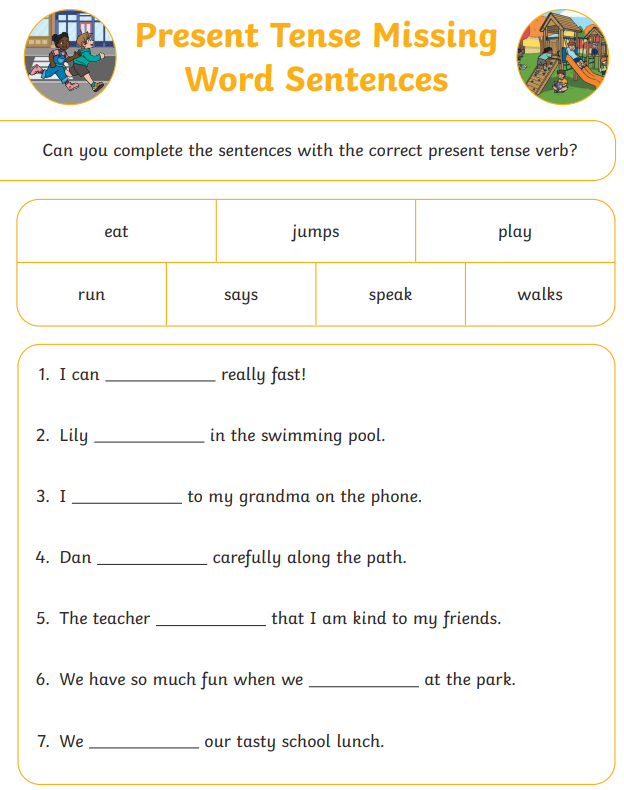 Present Tense Missing
Word Sentences
Can you complete the sentences with the correct present tense verb?
eat jumps play
run says speak walks
1. I can ____________ really fast!
2. Lily ____________ in the swimming pool.
3. I ____________ to my grandma on the phone.
4. Dan ____________ carefully along the path.
5. The teacher ____________ that I am kind to my friends.
6. We have so much fun when we ____________ at the park.
7. We ____________ our tasty school lunch.